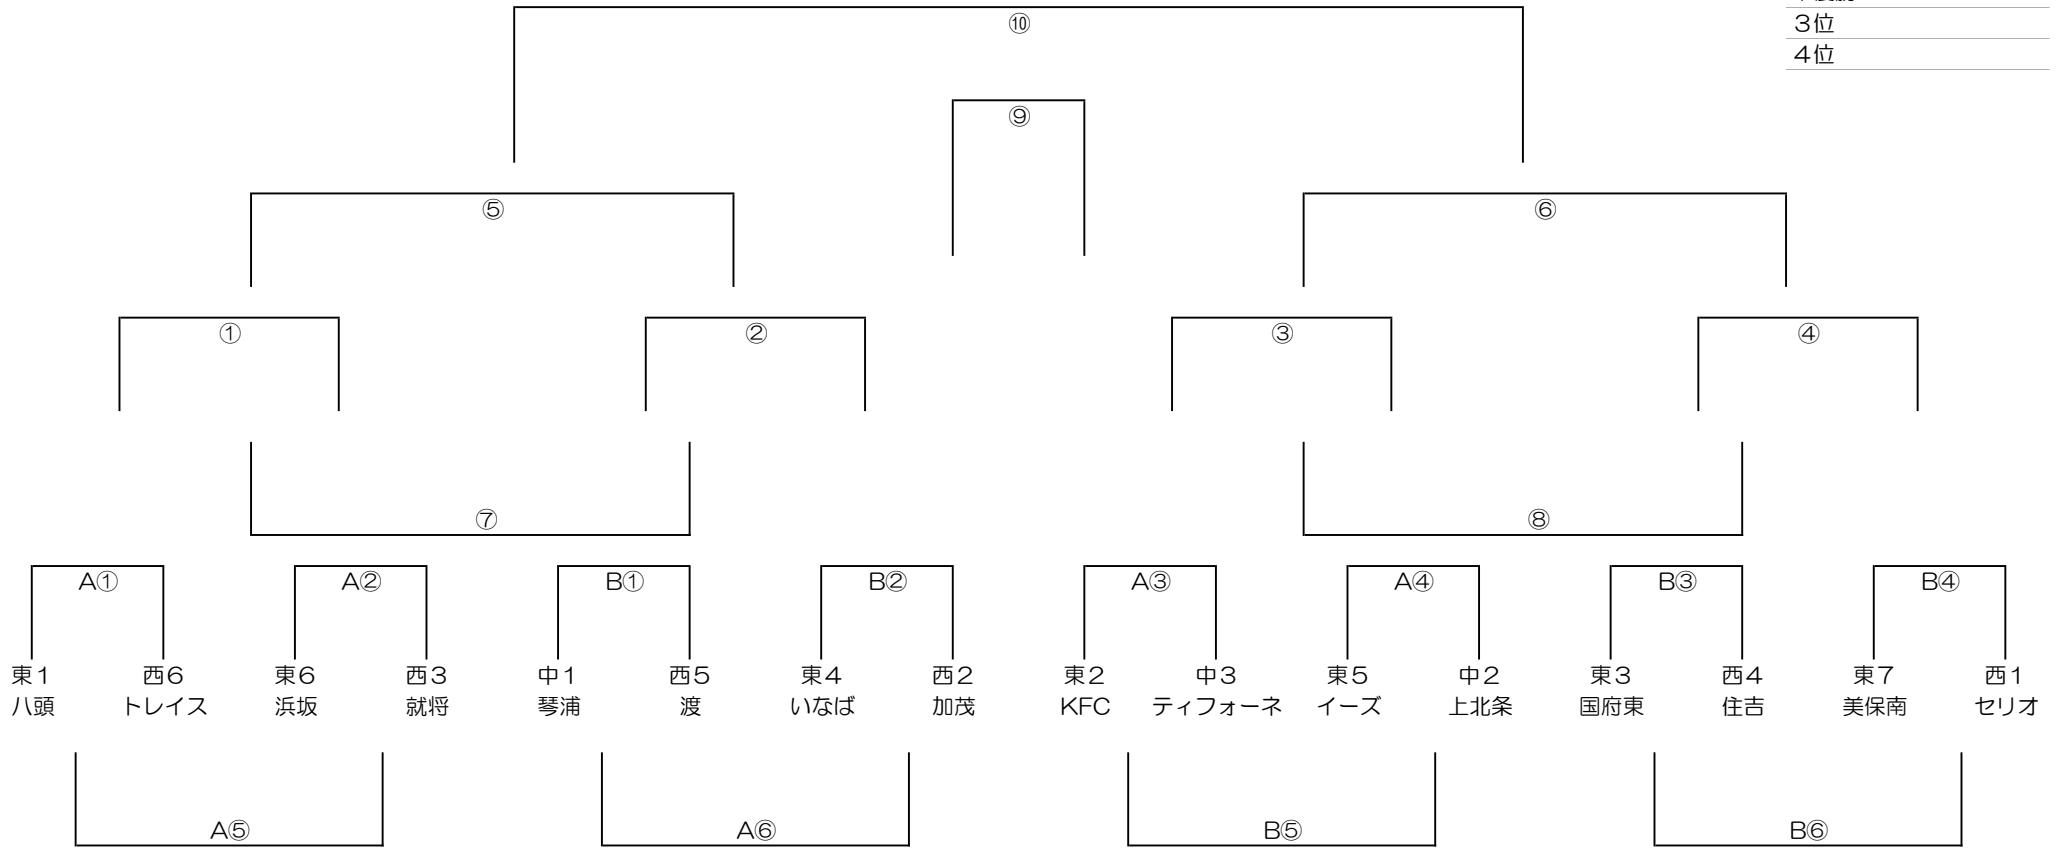 ⑩
3位
4位
⑨
⑤
⑥
①
②
③
④
⑦
⑧
A① A② B① B② A③ A④ B③ B④
東1 西6 東6 西3 中1 西5 東4 西2 東2 中3 東5 中2 東3 西4 東7 西1
八頭 トレイス 浜坂 就将 琴浦 渡 いなば 加茂 KFC ティフォーネ イーズ 上北条 国府東 住吉 美保南 セリオ
A⑤ A⑥ B⑤ B⑥